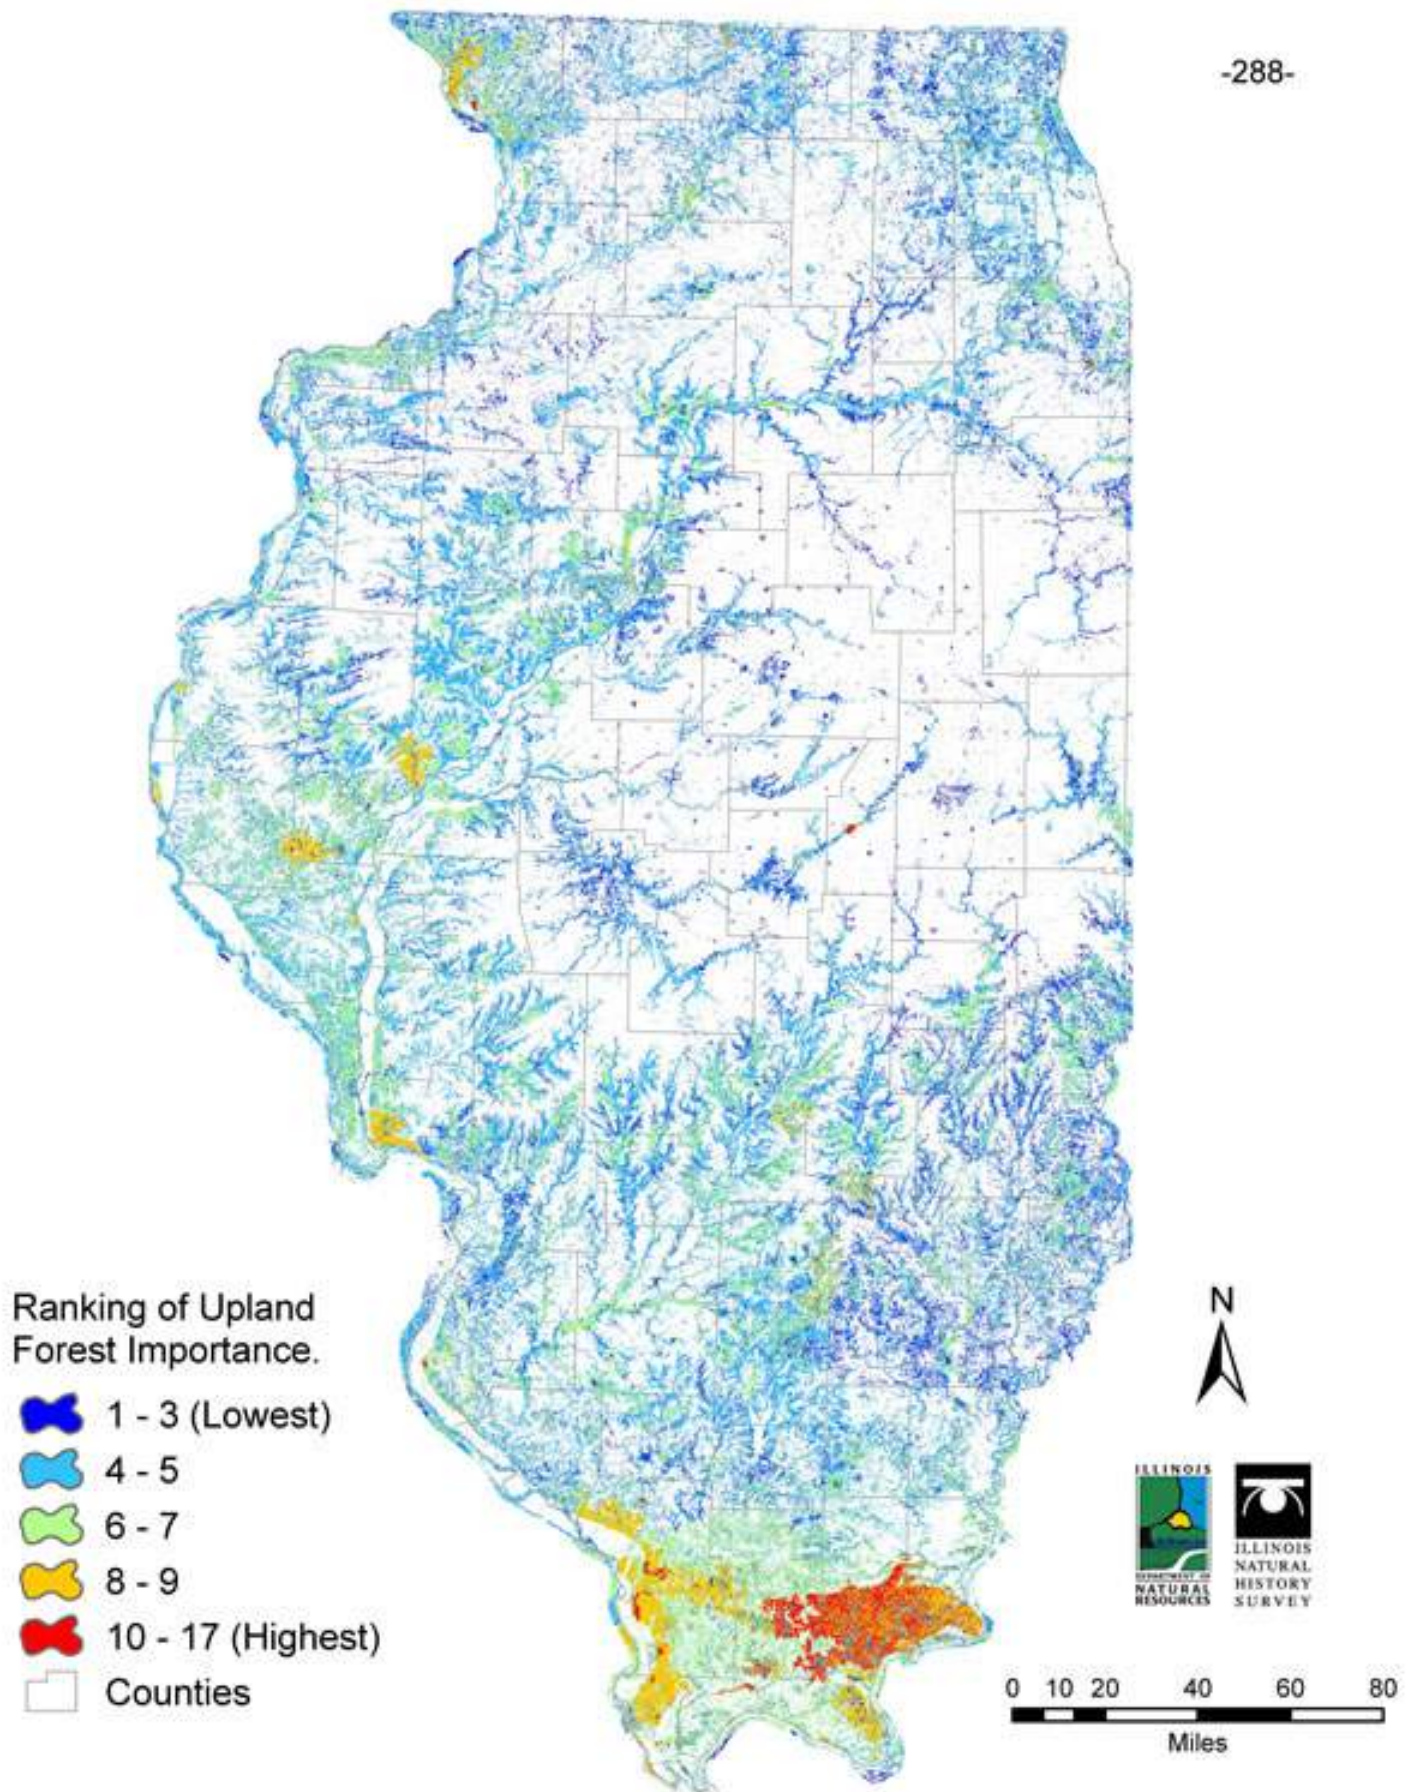 -288-
Ranking of Upland
Forest Importance.
1 - 3 (Lowest)
4 - 5
6 - 7
8 - 9
10 - 17 (Highest)
Counties
N
ILLINOIS
DEPARTMENT OF
NATURAL
RESOURCES
ILLINOIS
NATURAL
HISTORY
SURVEY
0 10 20 40 60 80
Miles